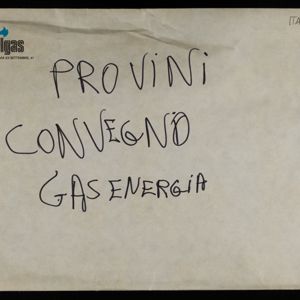 PROVINI
CONVEGNO
GAS ENERGIA